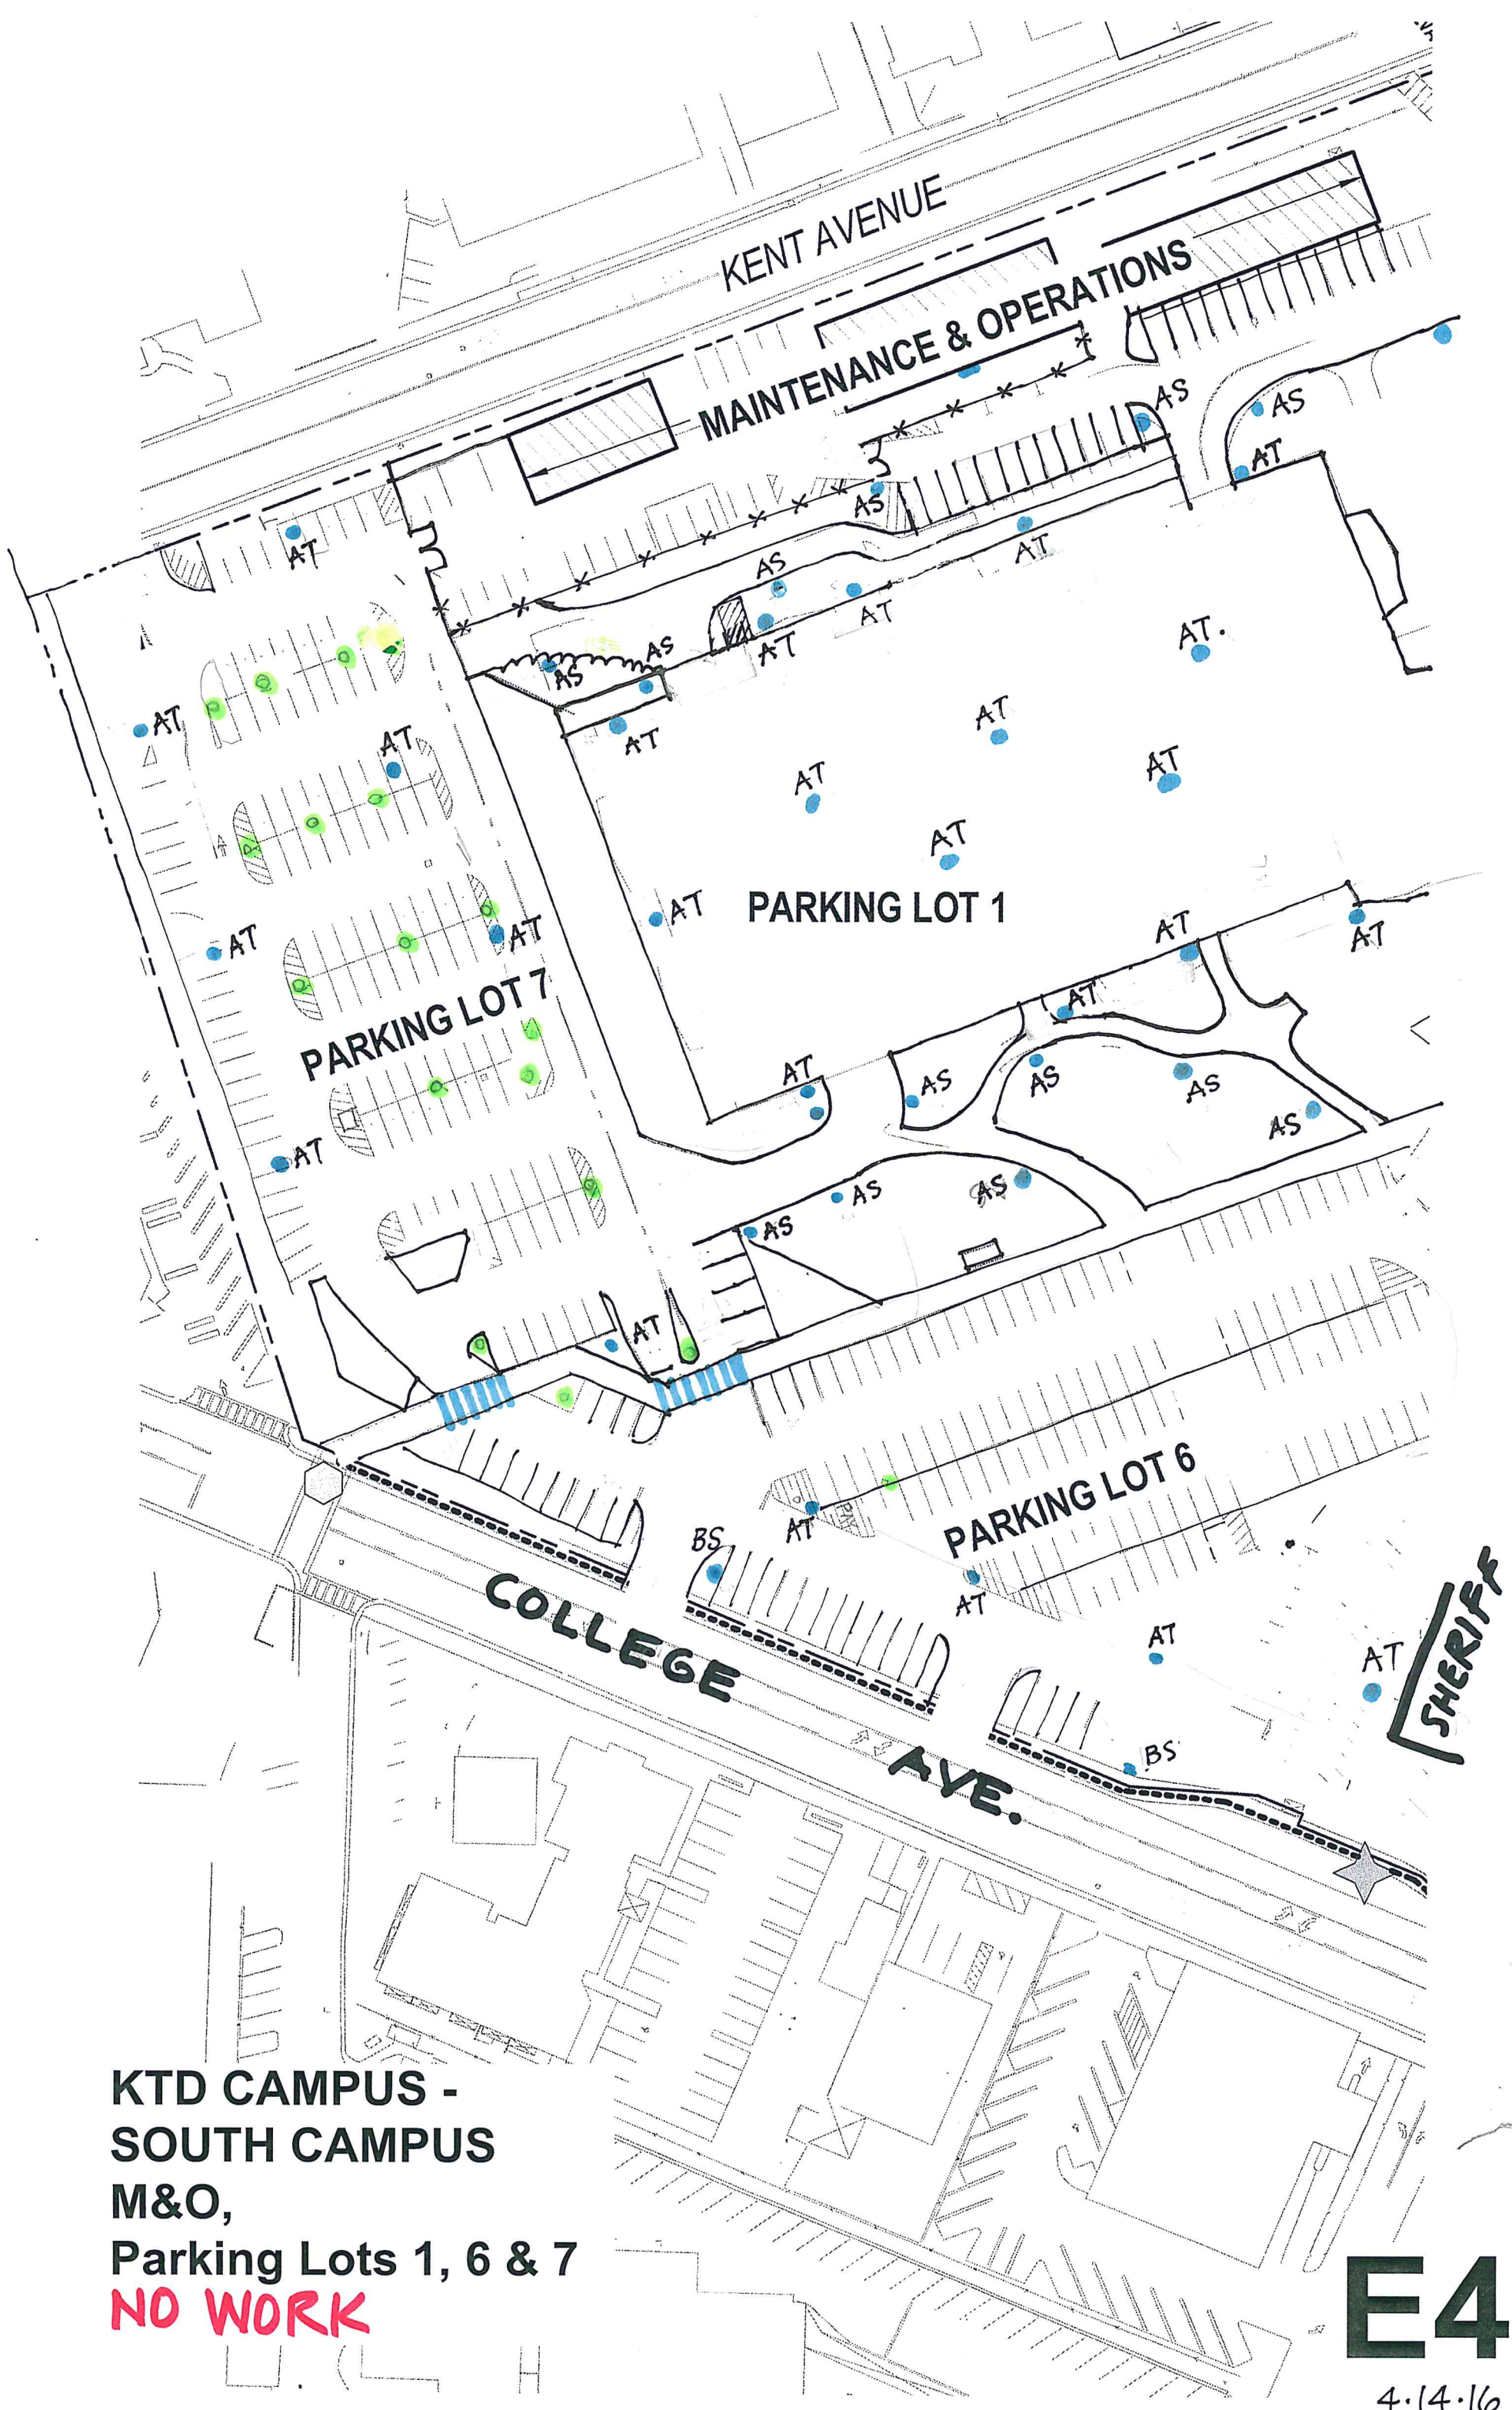 KENT AVENUE
MAINTENANCE & OPERATIONS
AS
AS
AT
AS
AT
AT
AS
AT
AT
AT
AS
AS
AT
AT.
AT
AT
AT
AT
AT
AT
AT
PARKING LOT 1
AT
AT
AT
AT
PARKING LOT 7
AT
AT
AS
AS
AS
AS
AT
AS
AS
AS
AT
PARKING LOT 6
AT
BS
AT
COLLEGE
AVE.
AT
AT
SHERIFF
BS
KTD CAMPUS -
SOUTH CAMPUS
M&O,
Parking Lots 1, 6 & 7
NO WORK
E4
4.14.16